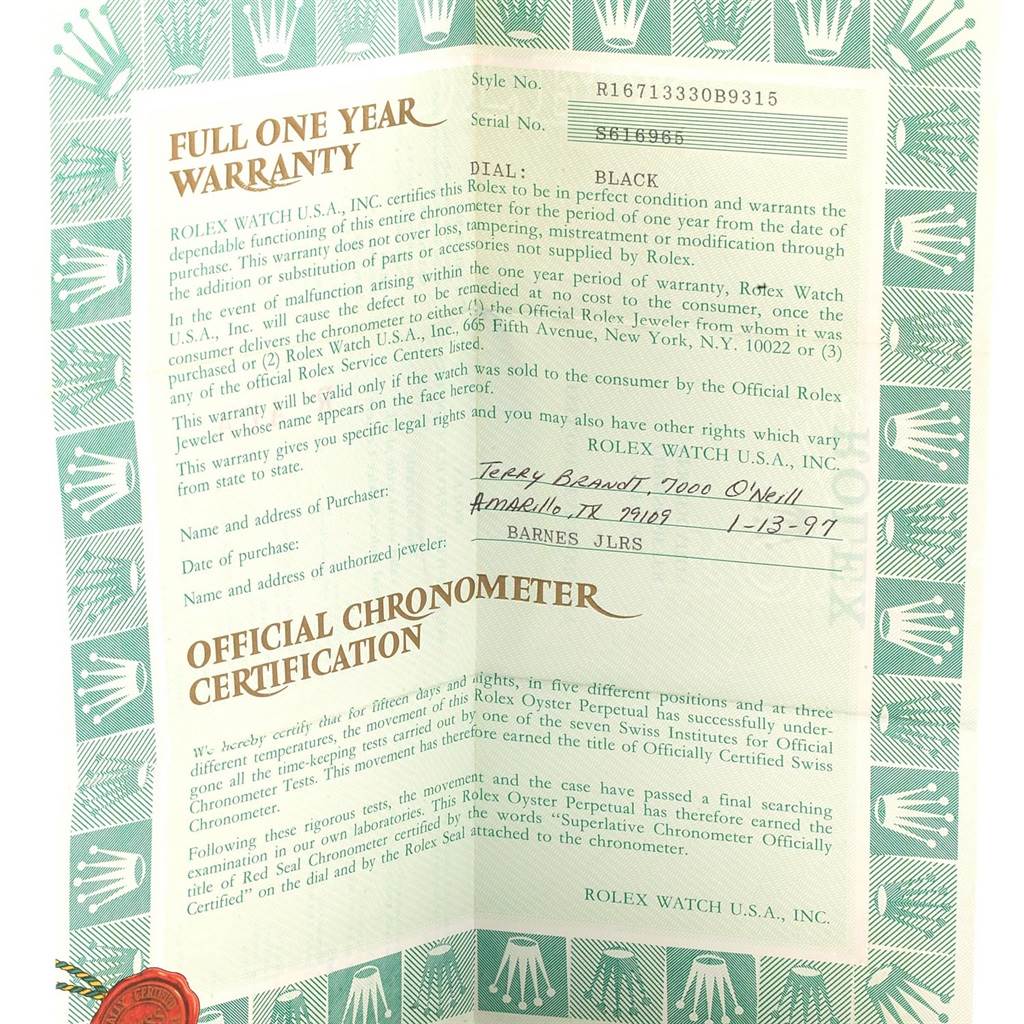 Style No. R16713330B9315
Serial No. S616965
FULL ONE YEAR
WARRANTY
DIAL: BLACK
ROLEX WATCH U.S.A., INC. certifies this Rolex to be in perfect condition and warrants the
dependable functioning of this entire chronometer for the period of one year from the date of
purchase. This warranty does not cover loss, tampering, mistreatment or modification through
the addition or substitution of parts or accessories not supplied by Rolex.
In the event of malfunction arising within the one year period of warranty, Rolex Watch
U.S.A., Inc. will cause the defect to be remedied at no cost to the consumer, once the
consumer delivers the chronometer to either (1) the Official Rolex Jeweler from whom it was
purchased or (2) Rolex Watch U.S.A., Inc., 665 Fifth Avenue, New York, N.Y. 10022 or (3)
any of the official Rolex Service Centers listed.
This warranty will be valid only if the watch was sold to the consumer by the Official Rolex
Jeweler whose name appears on the face hereof.
This warranty gives you specific legal rights and you may also have other rights which vary
from state to state.
ROLEX WATCH U.S.A., INC.
Name and address of Purchaser: Terry Brandt, 7000 O'Neill
Amarillo, TX 79109 1-13-97
Date of purchase:
Name and address of authorized jeweler: BARNES JLRS
OFFICIAL CHRONOMETER
CERTIFICATION
We hereby certify that for fifteen days and nights, in five different positions and at three
different temperatures, the movement of this Rolex Oyster Perpetual has successfully under-
gone all the time-keeping tests carried out by one of the seven Swiss Institutes for Official
Chronometer Tests. This movement has therefore earned the title of Officially Certified Swiss
Chronometer.
Following these rigorous tests, the movement and the case have passed a final searching
examination in our own laboratories. This Rolex Oyster Perpetual has therefore earned the
title of Red Seal Chronometer certified by the words “Superlative Chronometer Officially
Certified” on the dial and by the Rolex Seal attached to the chronometer.
ROLEX WATCH U.S.A., INC.